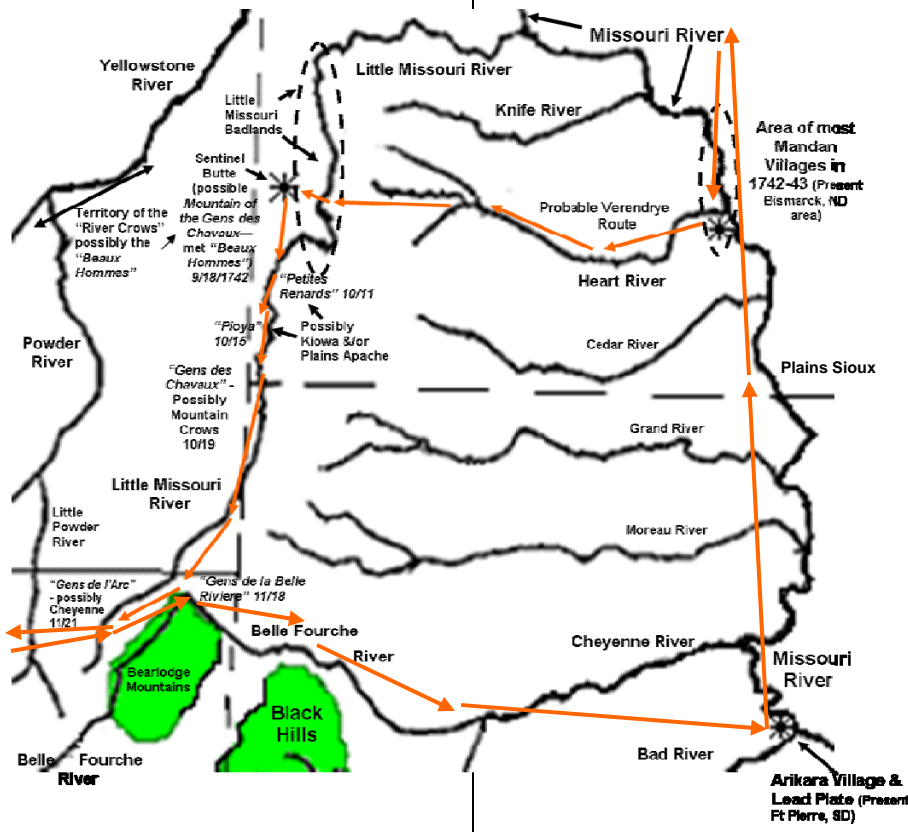 Missouri River
Yellowstone
River
Little Missouri River
Little
Missouri
Badlands
Knife River
Area of most
Mandan
Villages in
1742-43 (Present
Bismarck, ND
area)
Sentinel
Butte
(possible
Mountain of
the Gens des
Chavaux—
met “Beaux
Hommes”)
9/18/1742
Territory of the
“River Crows”
possibly the
“Beaux
Hommes”
Probable Verendrye
Route
Heart River
“Petites
Renards” 10/11
“Pioya”
10/15
Possibly
Kiowa &/or
Plains Apache
Powder
River
Cedar River
Plains Sioux
“Gens des
Chavaux” -
Possibly
Mountain
Crows
10/19
Grand River
Little Missouri
River
Little
Powder
River
Moreau River
“Gens de l’Arc”
- possibly
Cheyenne
11/21
“Gens de la Belle
Riviere” 11/18
Belle Fourche
River
Cheyenne River
Missouri
River
Bearlodge
Mountains
Black
Hills
Bad River
Belle Fourche
River
Arikara Village &
Lead Plate (Present
Ft Pierre, SD)